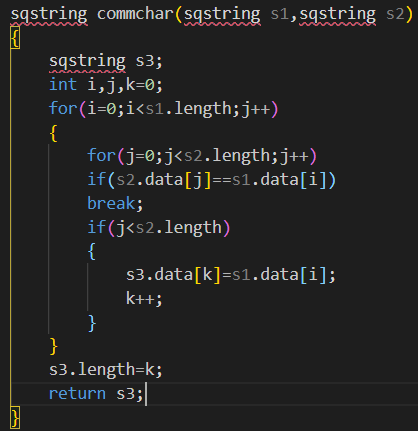 sqstring commchar(sqstring s1,sqstring s2)
{
    sqstring s3;
    int i,j,k=0;
    for(i=0;i<s1.length;j++)
    {
        for(j=0;j<s2.length;j++)
        if(s2.data[j]==s1.data[i])
        break;
        if(j<s2.length)
        {
            s3.data[k]=s1.data[i];
            k++;
        }
    }
    s3.length=k;
    return s3;
}